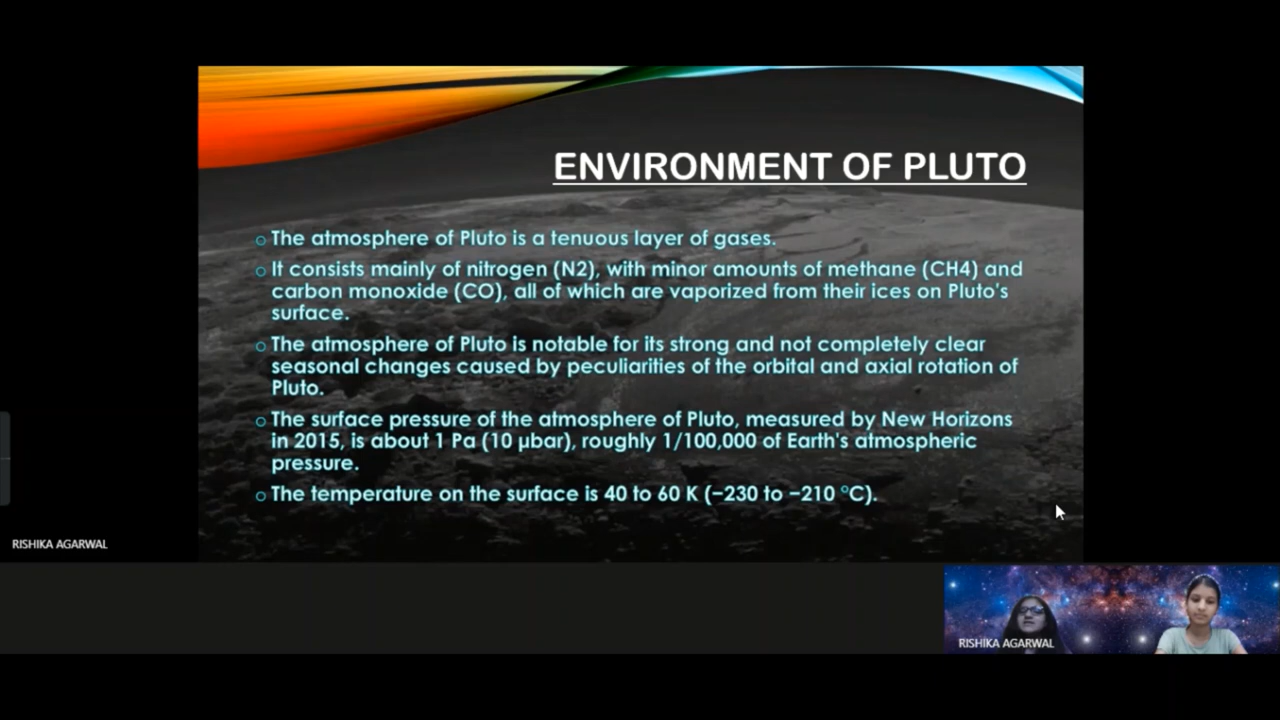 ENVIRONMENT OF PLUTO
The atmosphere of Pluto is a tenuous layer of gases.
It consists mainly of nitrogen (N2), with minor amounts of methane (CH4) and
carbon monoxide (CO), all of which are vaporized from their ices on Pluto's
surface.
The atmosphere of Pluto is notable for its strong and not completely clear
seasonal changes caused by peculiarities of the orbital and axial rotation of
Pluto.
The surface pressure of the atmosphere of Pluto, measured by New Horizons
in 2015, is about 1 Pa (10 μbar), roughly 1/100,000 of Earth's atmospheric
pressure.
The temperature on the surface is 40 to 60 K (−230 to −210 °C).
RISHIKA AGARWAL
RISHIKA AGARWAL